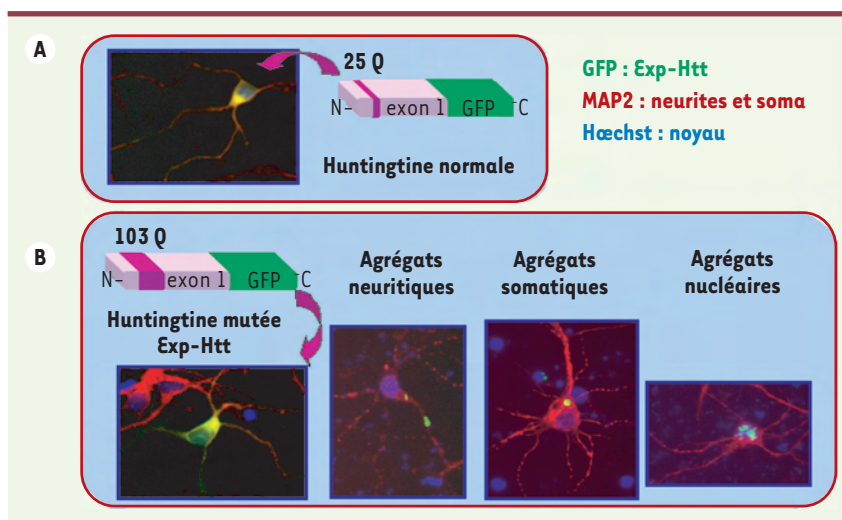 A
25 Q
N- exon 1 GFP -C
Huntingtine normale
GFP : Exp-Htt
MAP2 : neurites et soma
Hœchst : noyau
B
103 Q
N- exon 1 GFP -C
Huntingtine mutée
Exp-Htt
Agrégats
neuritiques
Agrégats
somatiques
Agrégats
nucléaires